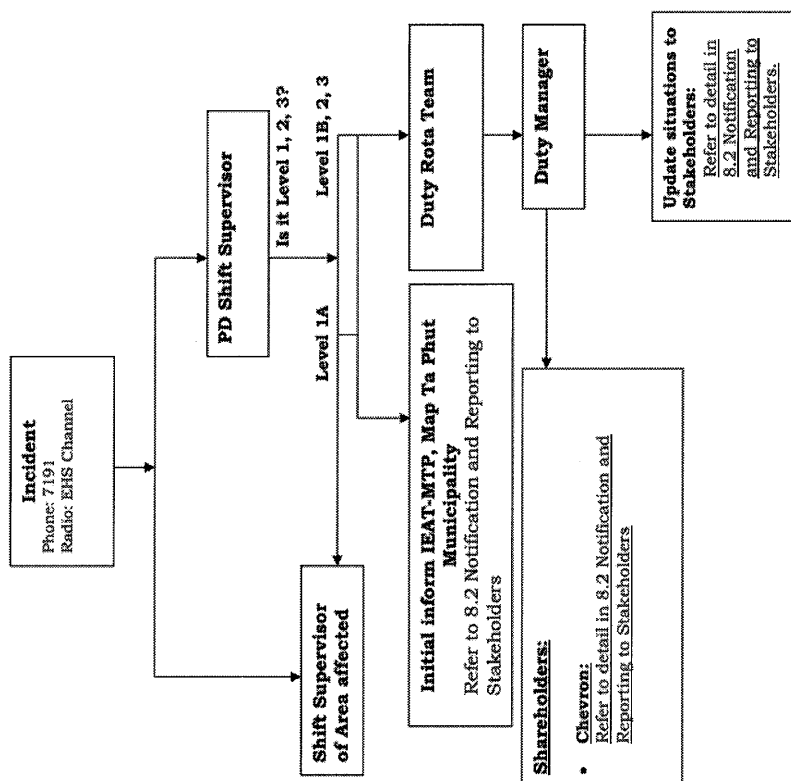 Incident
Phone: 7191
Radio: EHS Channel
PD Shift Supervisor
Is it Level 1, 2, 3?
Shift Supervisor
of Area affected
Level 1A
Level 1B, 2, 3
Initial inform IEAT-MTP, Map Ta Phut
Municipality
Refer to 8.2 Notification and Reporting to
Stakeholders
Duty Rota Team
Duty Manager
Shareholders:
• Chevron:
Refer to detail in 8.2 Notification and
Reporting to Stakeholders
Update situations to
Stakeholders:
Refer to detail in
8.2 Notification
and Reporting to
Stakeholders.